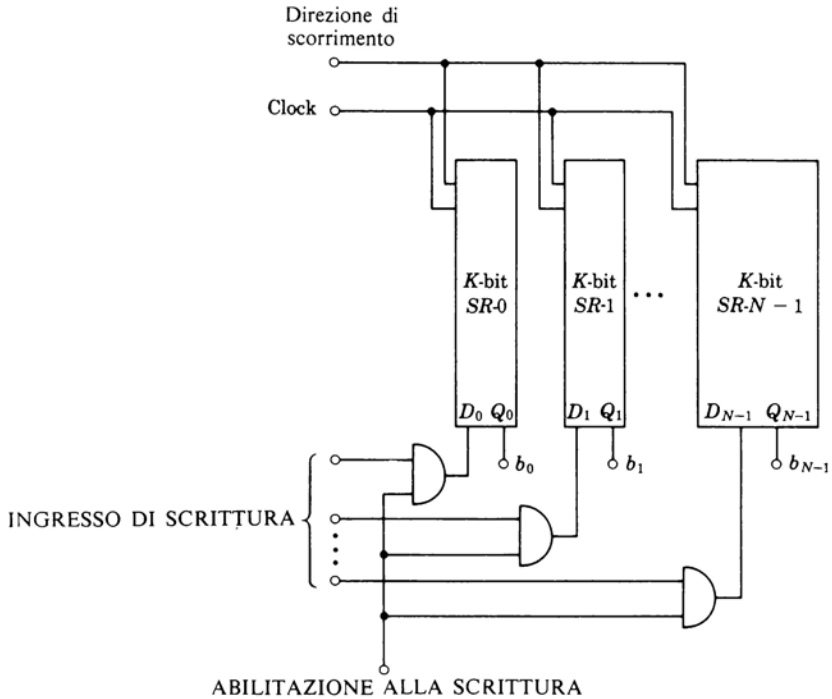 Direzione di
scorrimento
Clock
K-bit
SR-0
K-bit
SR-1
K-bit
SR-N − 1
D0 Q0
D1 Q1
DN−1 QN−1
b0
b1
bN−1
INGRESSO DI SCRITTURA
ABILITAZIONE ALLA SCRITTURA